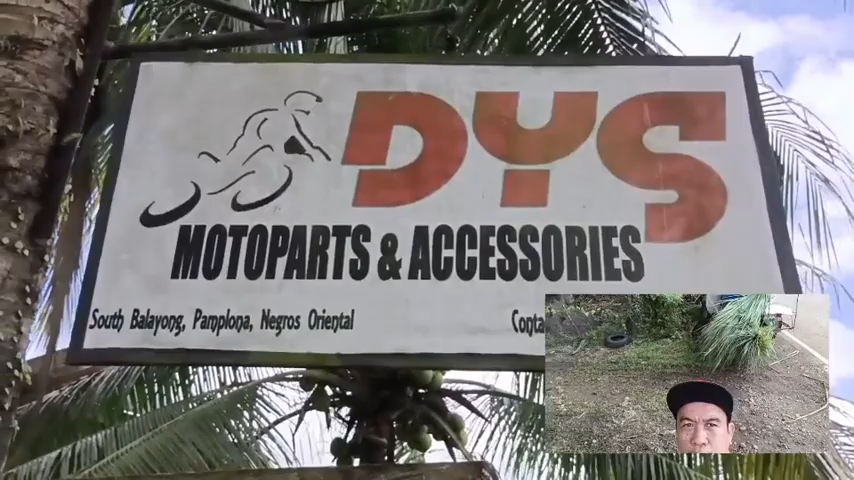 DYS
MOTOPARTS & ACCESSORIES
South Balayong, Pamplona, Negros Oriental